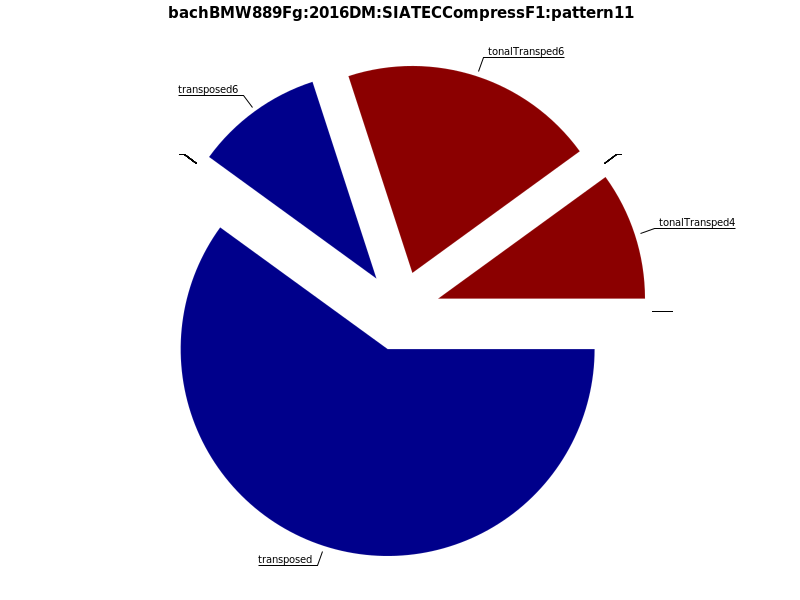 bachBMW889Fg:2016DM:SIATECCompressF1:pattern11
tonalTransped6
transposed6
tonalTransped4
transposed